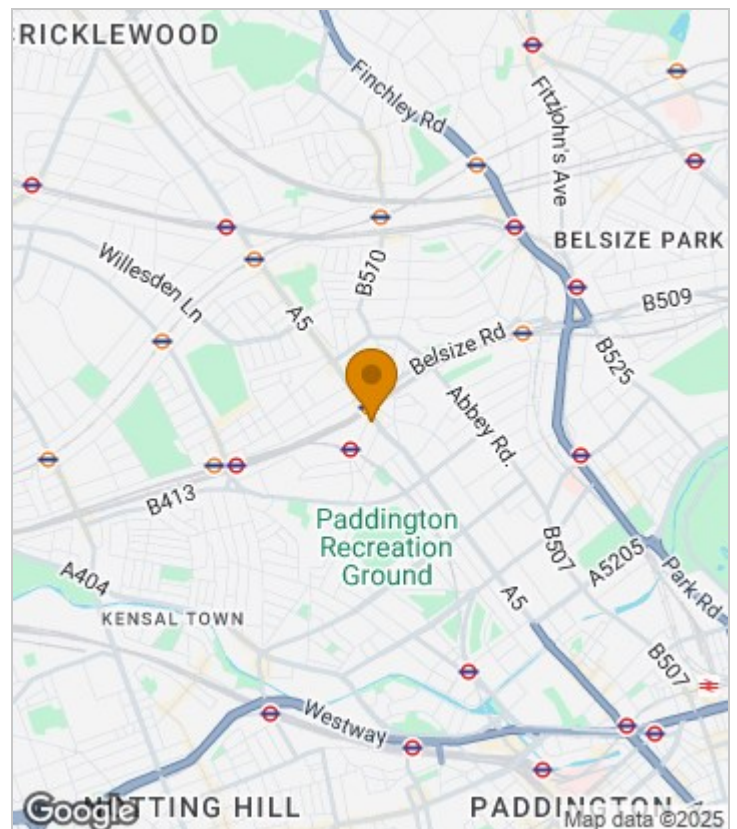 RICKLEWOOD
Finchley Rd
Fitzjohn's Ave
BELSIZE PARK
Willesden Ln
B510
B509
A5
Belsize Rd
B525
Abbey Rd.
B413
Paddington
Recreation
Ground
B507
A5205
A404
A5
Park Rd
KENSAL TOWN
B507
Westway
Google
NOTTING HILL
PADDINGTON
Map data ©2025